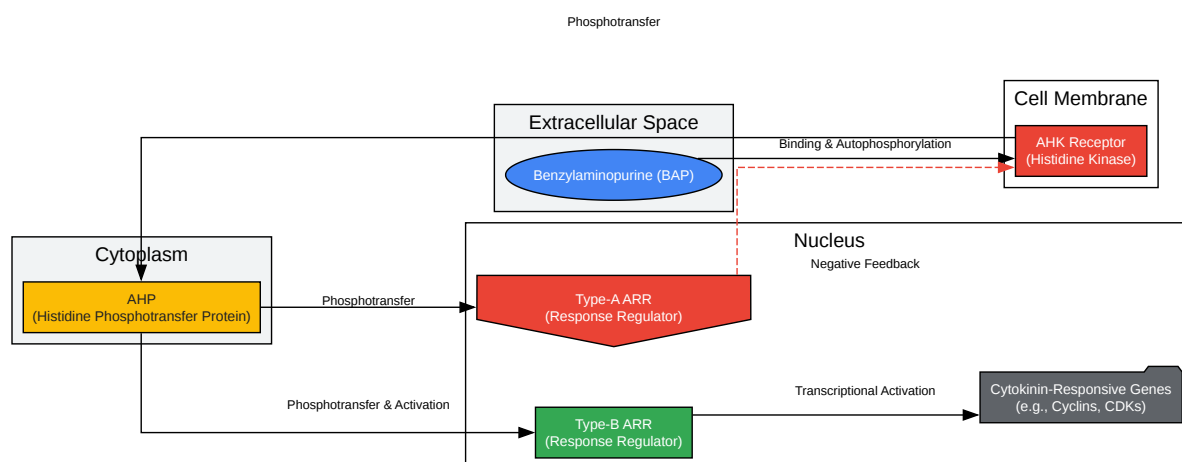 Phosphotransfer
Cell Membrane
Extracellular Space
AHK Receptor
(Histidine Kinase)
Binding & Autophosphorylation
Benzylaminopurine (BAP)
Nucleus
Cytoplasm
Negative Feedback
AHP
(Histidine Phosphotransfer Protein)
Phosphotransfer
Type-A ARR
(Response Regulator)
Transcriptional Activation
Cytokinin-Responsive Genes
(e.g., Cyclins, CDKs)
Phosphotransfer & Activation
Type-B ARR
(Response Regulator)